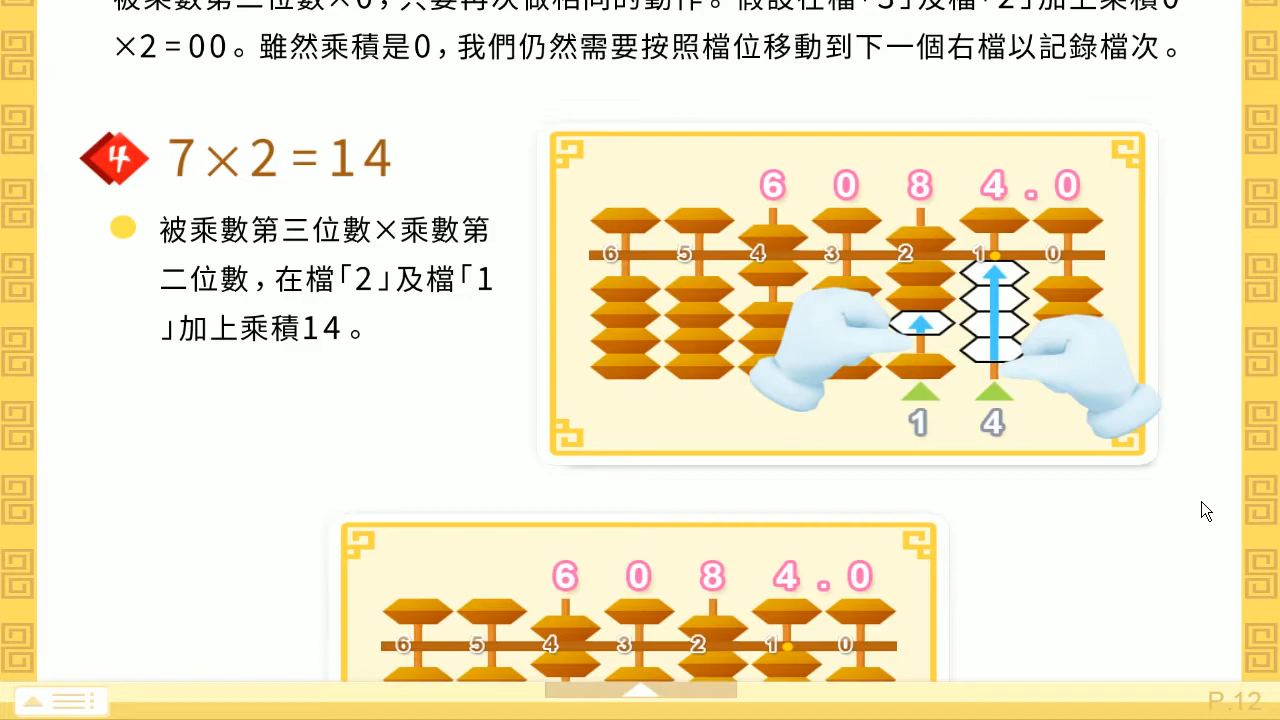 ×2=00。雖然乘積是0，我們仍然需要按照檔位移動到下一個右檔以記錄檔次。
4 7×2=14
被乘數第三位數×乘數第
二位數，在檔「2」及檔「1
」加上乘積14。
6 0 8 4.0
6 5 4 3 2 1 0
1 4
6 0 8 4.0
6 5 4 3 2 1 0
P.12